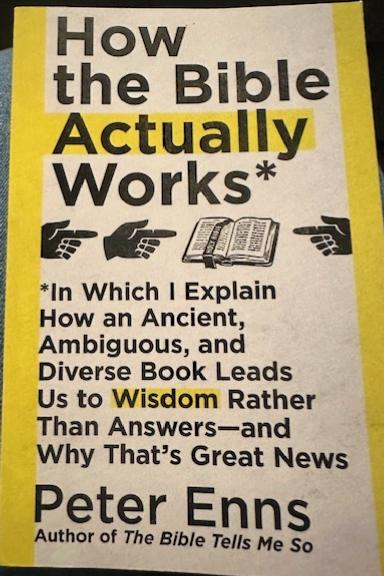 How
the Bible
Actually
Works*
*In Which I Explain
How an Ancient,
Ambiguous, and
Diverse Book Leads
Us to Wisdom Rather
Than Answers—and
Why That's Great News
Peter Enns
Author of The Bible Tells Me So